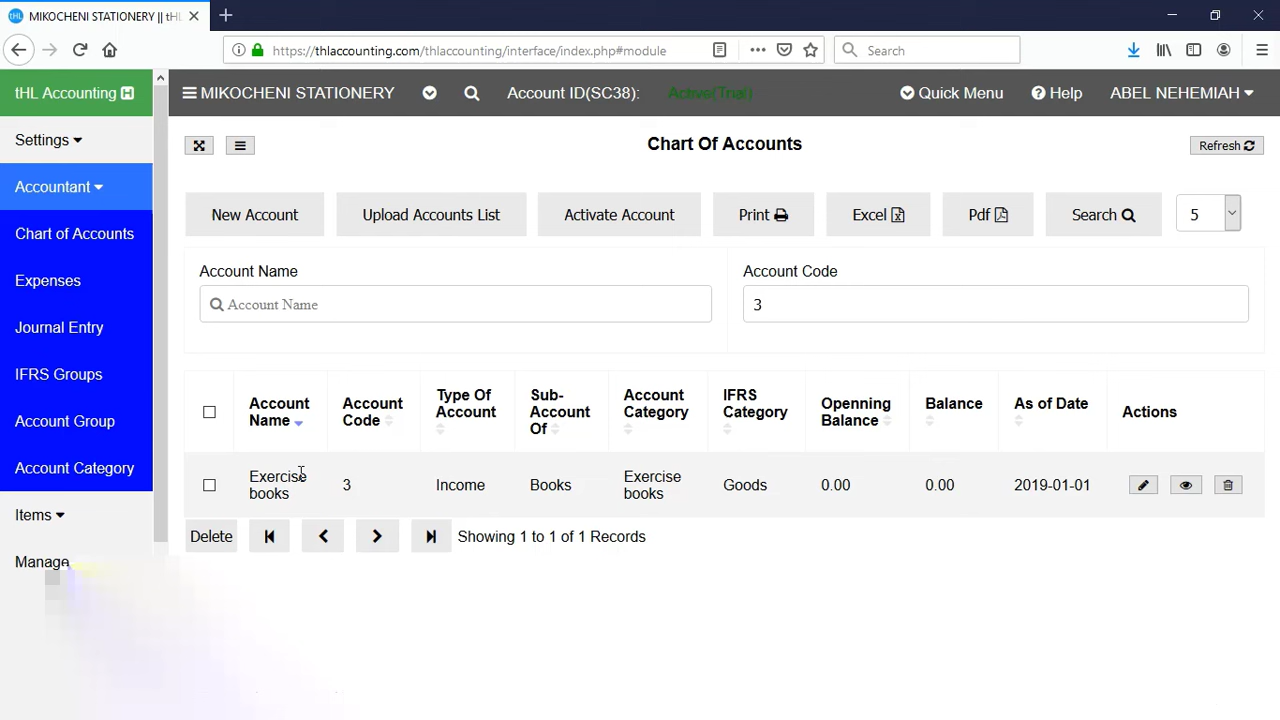 MIKOCHENI STATIONERY || tHL
https://thlaccounting.com/thlaccounting/interface/index.php#module
Search
tHL Accounting
MIKOCHENI STATIONERY
Account ID(SC38):
Active(Trial)
Quick Menu
Help
ABEL NEHEMIAH
Settings
Accountant
Chart of Accounts
Expenses
Journal Entry
IFRS Groups
Account Group
Account Category
Items
Manage
Chart Of Accounts
Refresh
New Account
Upload Accounts List
Activate Account
Print
Excel
Pdf
Search
5
Account Name
Account Code
Account Name
3
Account Name
Account Code
Type Of Account
Sub-Account Of
Account Category
IFRS Category
Openning Balance
Balance
As of Date
Actions
Exercise books
3
Income
Books
Exercise books
Goods
0.00
0.00
2019-01-01
Delete
Showing 1 to 1 of 1 Records